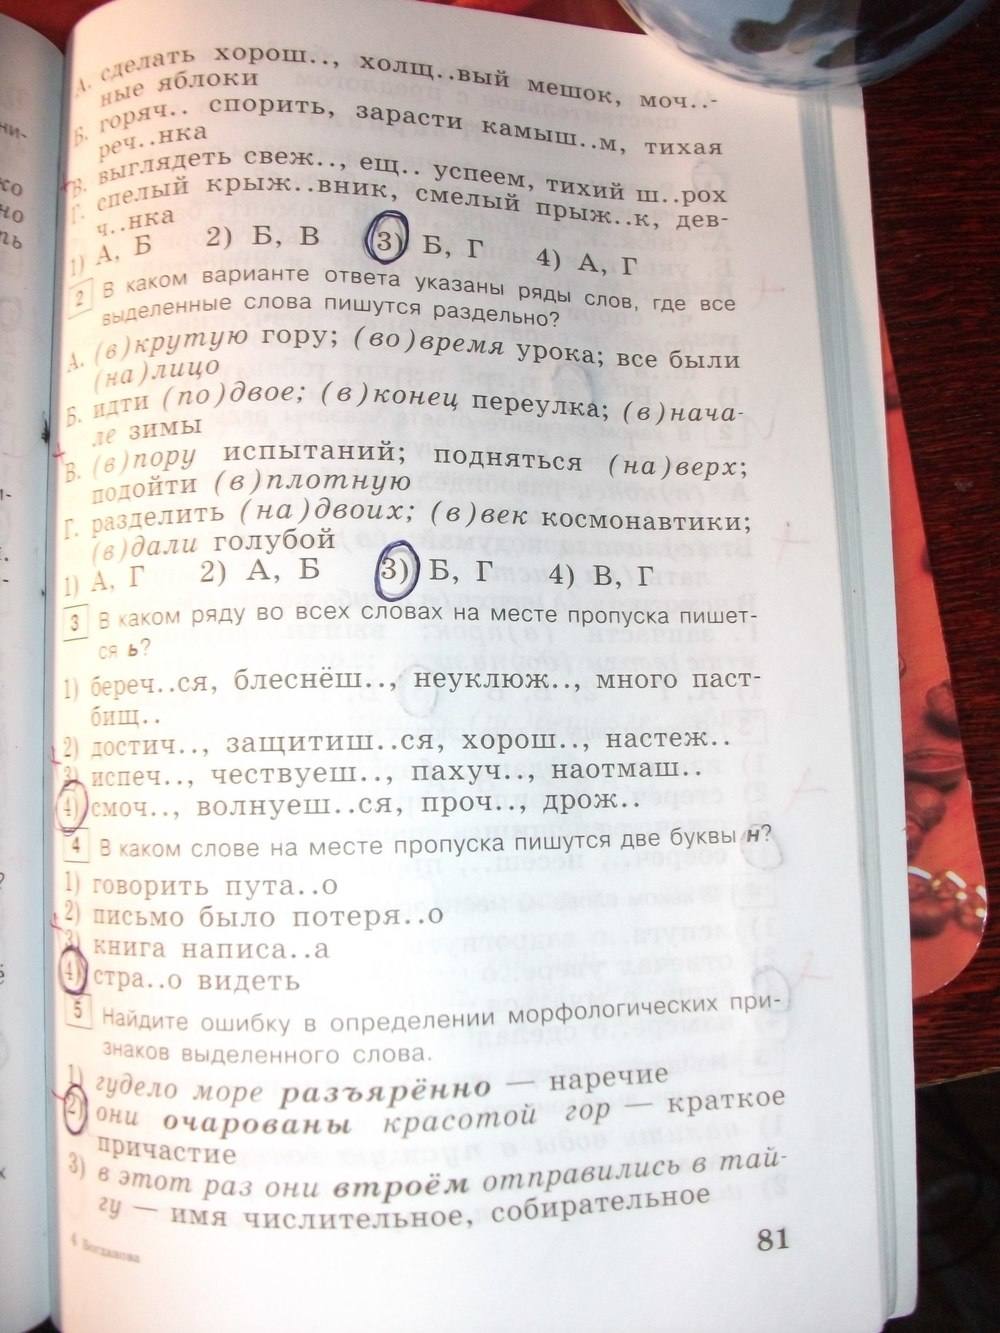 А. сделать хорош.., холщ..вый мешок, моч..-
ные яблоки
Б. горяч.. спорить, зарасти камыш..м, тихая
реч..нка
В. выглядеть свеж.., ещ.. успеем, тихий ш..рох
Г. спелый крыж..вник, смелый прыж..к, дев-
ч..нка
1) А, Б 2) Б, В 3) Б, Г 4) А, Г
2 В каком варианте ответа указаны ряды слов, где все
выделенные слова пишутся раздельно?
А. (в)крутую гору; (во)время урока; все были
(на)лицо
Б. идти (по)двое; (в)конец переулка; (в)нача-
ле зимы
В. (в)пору испытаний; подняться (на)верх;
подойти (в)плотную
Г. разделить (на)двоих; (в)век космонавтики;
(в)дали голубой
1) А, Г 2) А, Б 3) Б, Г 4) В, Г
3 В каком ряду во всех словах на месте пропуска пишет-
ся ь?
1) береч..ся, блеснёш.., неуклюж.., много паст-
бищ..
2) достич.., защитиш..ся, хорош.., настеж..
3) испеч.., чествуеш.., пахуч.., наотмаш..
4) смоч.., волнуеш..ся, проч.., дрож..
4 В каком слове на месте пропуска пишутся две буквы н?
1) говорить пута..о
2) письмо было потеря..о
3) книга написа..а
4) стра..о видеть
5 Найдите ошибку в определении морфологических при-
знаков выделенного слова.
1) гудело море разъярённо — наречие
2) они очарованы красотой гор — краткое
причастие
3) в этот раз они втроём отправились в тай-
гу — имя числительное, собирательное
4 Богданова
81